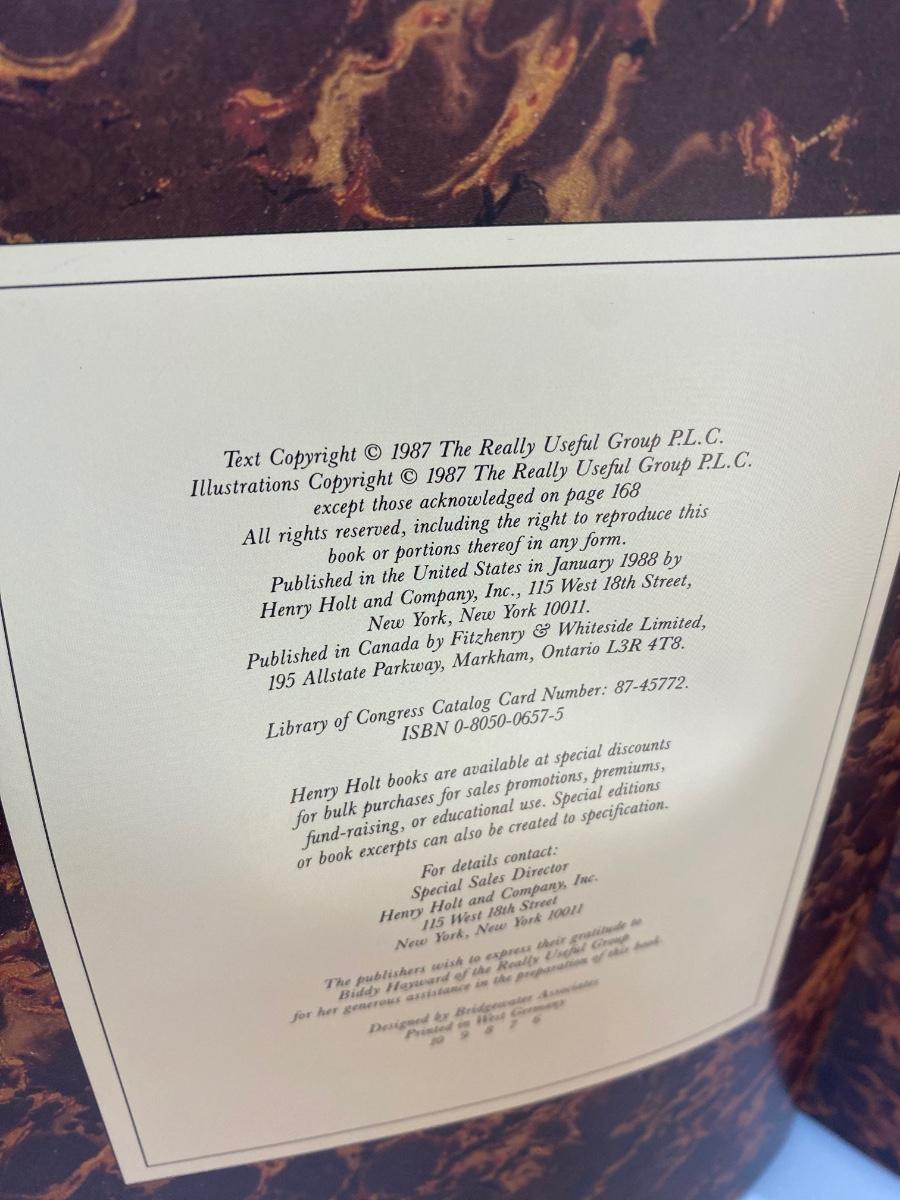 Text Copyright © 1987 The Really Useful Group P.L.C.
Illustrations Copyright © 1987 The Really Useful Group P.L.C.
except those acknowledged on page 168
All rights reserved, including the right to reproduce this
book or portions thereof in any form.
Published in the United States in January 1988 by
Henry Holt and Company, Inc., 115 West 18th Street,
New York, New York 10011.
Published in Canada by Fitzhenry & Whiteside Limited,
195 Allstate Parkway, Markham, Ontario L3R 4T8.
Library of Congress Catalog Card Number: 87-45772.
ISBN 0-8050-0657-5
Henry Holt books are available at special discounts
for bulk purchases for sales promotions, premiums,
fund-raising, or educational use. Special editions
or book excerpts can also be created to specification.
For details contact:
Special Sales Director
Henry Holt and Company, Inc.
115 West 18th Street
New York, New York 10011
The publishers wish to express their gratitude to
Biddy Hayward of the Really Useful Group
for her generous assistance in the preparation of this book.
Designed by Bridgewater Associates
Printed in West Germany
10 9 8 7 6